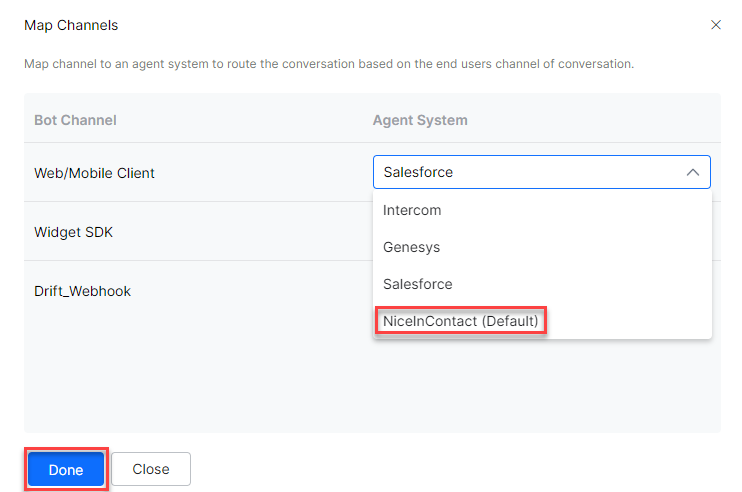 Map Channels
Map channel to an agent system to route the conversation based on the end users channel of conversation.
Bot Channel Agent System
Web/Mobile Client Salesforce
Intercom
Widget SDK
Genesys
Salesforce
Drift_Webhook
NiceInContact (Default)
Done Close